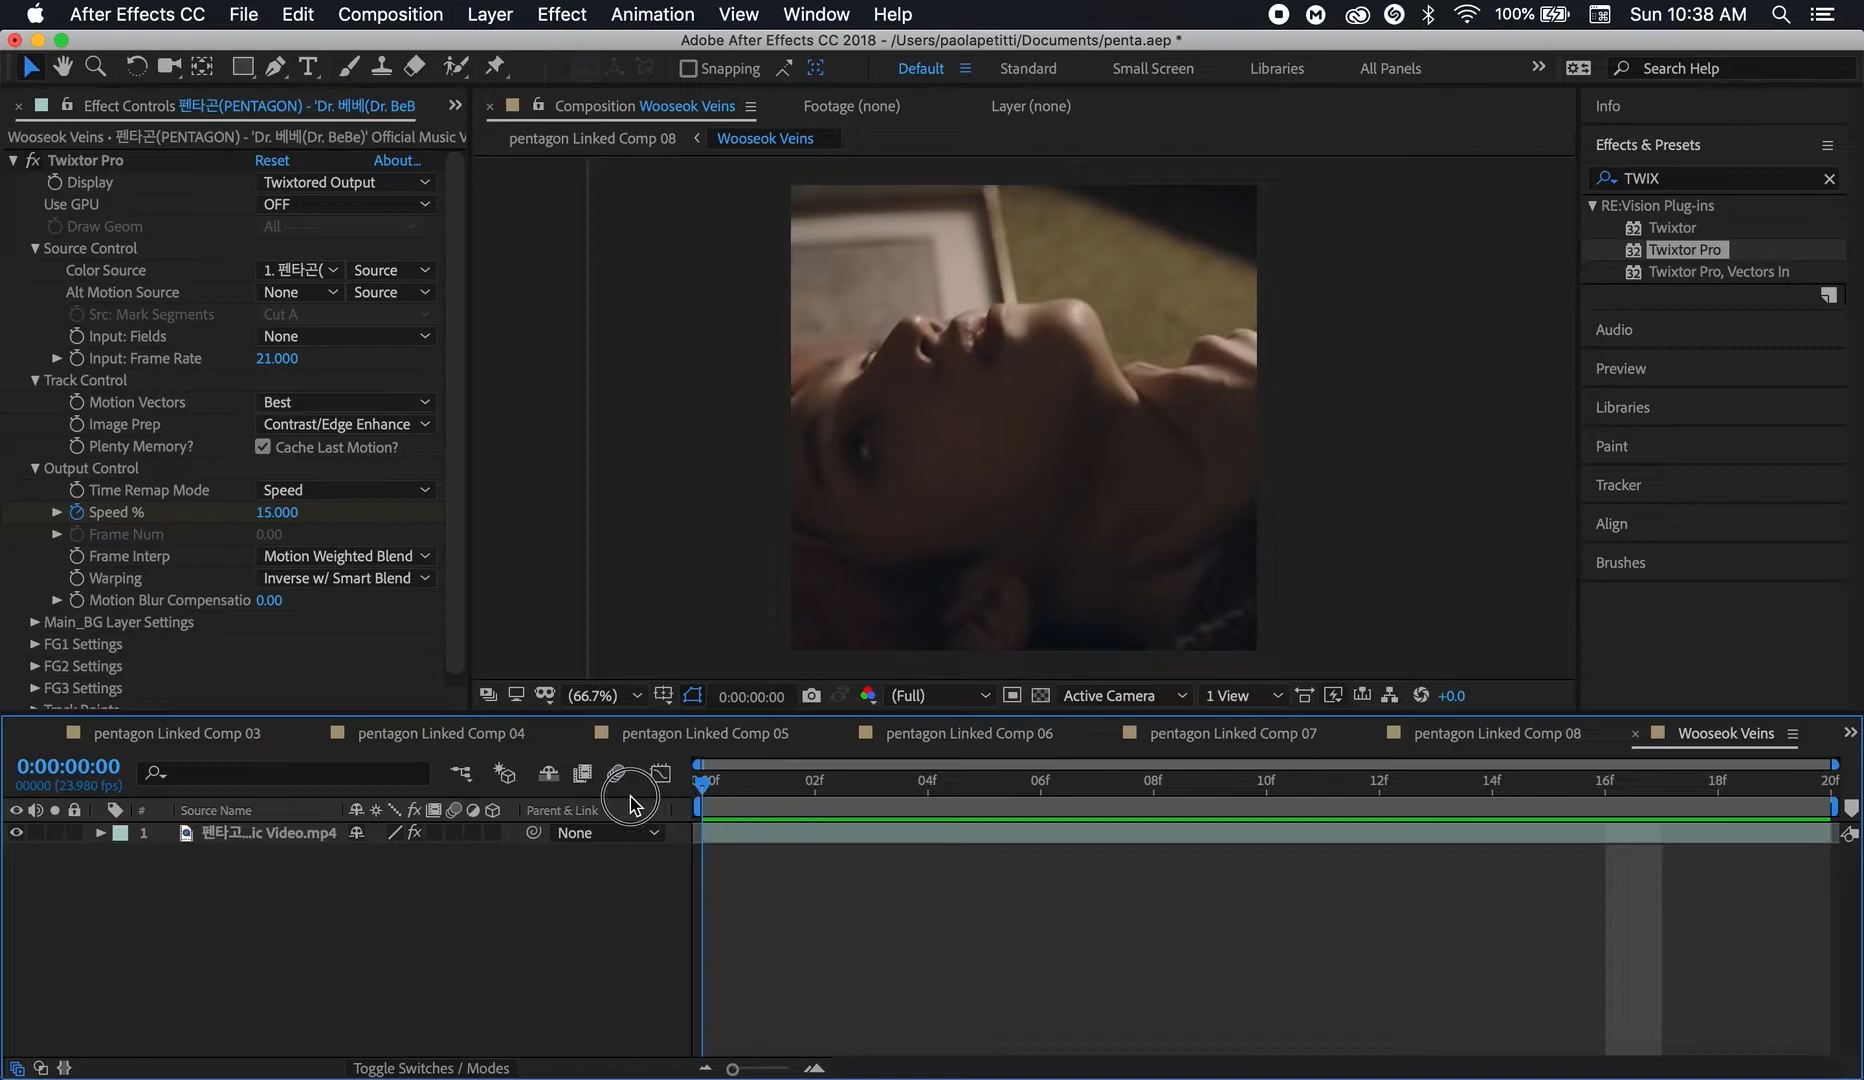 After Effects CC File Edit Composition Layer Effect Animation View Window Help 100% Sun 10:38 AM
Adobe After Effects CC 2018 - /Users/paolapetitti/Documents/penta.aep *
Snapping Default Standard Small Screen Libraries All Panels Search Help
Effect Controls 펜타곤(PENTAGON) - 'Dr. 베베(Dr. BeB
Wooseok Veins • 펜타곤(PENTAGON) - 'Dr. 베베(Dr. BeBe)' Official Music V
fx Twixtor Pro Reset About...
Display Twixtored Output
Use GPU OFF
Draw Geom All
Source Control
Color Source 1. 펜타곤( Source
Alt Motion Source None Source
Src: Mark Segments Cut A
Input: Fields None
Input: Frame Rate 21.000
Track Control
Motion Vectors Best
Image Prep Contrast/Edge Enhance
Plenty Memory? Cache Last Motion?
Output Control
Time Remap Mode Speed
Speed % 15.000
Frame Num 0.00
Frame Interp Motion Weighted Blend
Warping Inverse w/ Smart Blend
Motion Blur Compensatio 0.00
Main_BG Layer Settings
FG1 Settings
FG2 Settings
FG3 Settings
Composition Wooseok Veins Footage (none) Layer (none)
pentagon Linked Comp 08 Wooseok Veins
(66.7%) 0:00:00:00 (Full) Active Camera 1 View +0.0
Info
Effects & Presets
TWIX
RE:Vision Plug-ins
32 Twixtor
32 Twixtor Pro
32 Twixtor Pro, Vectors In
Audio
Preview
Libraries
Paint
Tracker
Align
Brushes
pentagon Linked Comp 03 pentagon Linked Comp 04 pentagon Linked Comp 05 pentagon Linked Comp 06 pentagon Linked Comp 07 pentagon Linked Comp 08 Wooseok Veins
0:00:00:00
00000 (23.980 fps)
02f 04f 06f 08f 10f 12f 14f 16f 18f 20f
# Source Name fx Parent & Link
1 펜타고...ic Video.mp4 fx None
Toggle Switches / Modes